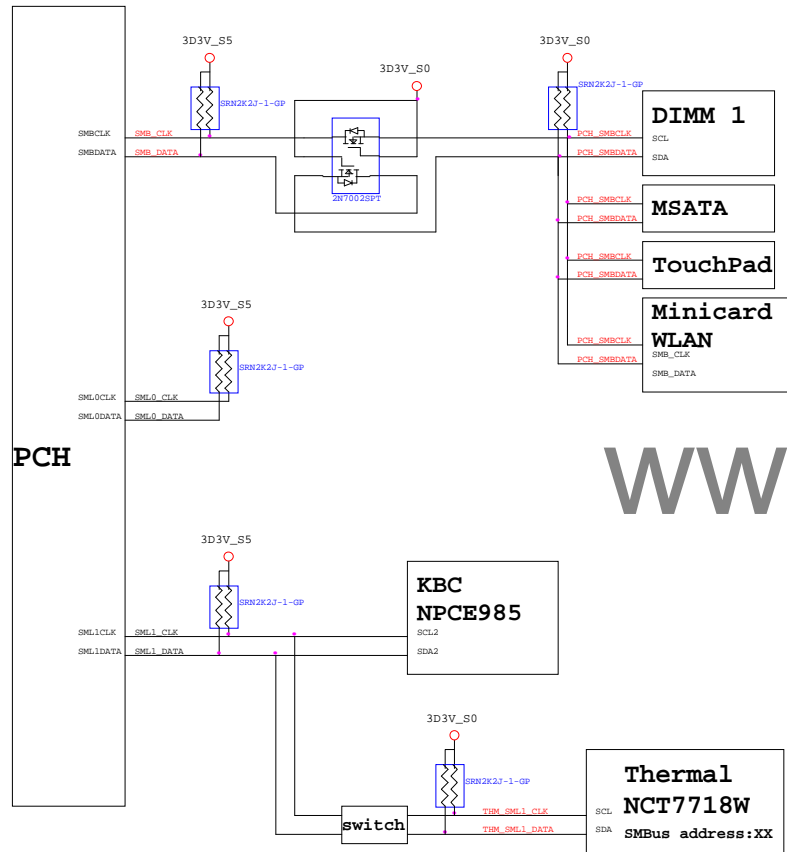 3D3V_S5
3D3V_S0
3D3V_S0
SRN2K2J-1-GP
SRN2K2J-1-GP
DIMM 1
SMBCLK
SMB_CLK
PCH_SMBCLK
SCL
SMBDATA
SMB_DATA
PCH_SMBDATA
SDA
2N7002SPT
PCH_SMBCLK
MSATA
PCH_SMBDATA
PCH_SMBCLK
TouchPad
PCH_SMBDATA
3D3V_S5
Minicard
WLAN
PCH_SMBCLK
SMB_CLK
PCH_SMBDATA
SMB_DATA
SRN2K2J-1-GP
SML0CLK
SML0_CLK
SML0DATA
SML0_DATA
PCH
ww
3D3V_S5
SRN2K2J-1-GP
KBC
NPCE985
SML1CLK
SML1_CLK
SCL2
SML1DATA
SML1_DATA
SDA2
3D3V_S0
SRN2K2J-1-GP
Thermal
NCT7718W
THM_SML1_CLK
SCL
switch
THM_SML1_DATA
SDA
SMBus address:XX